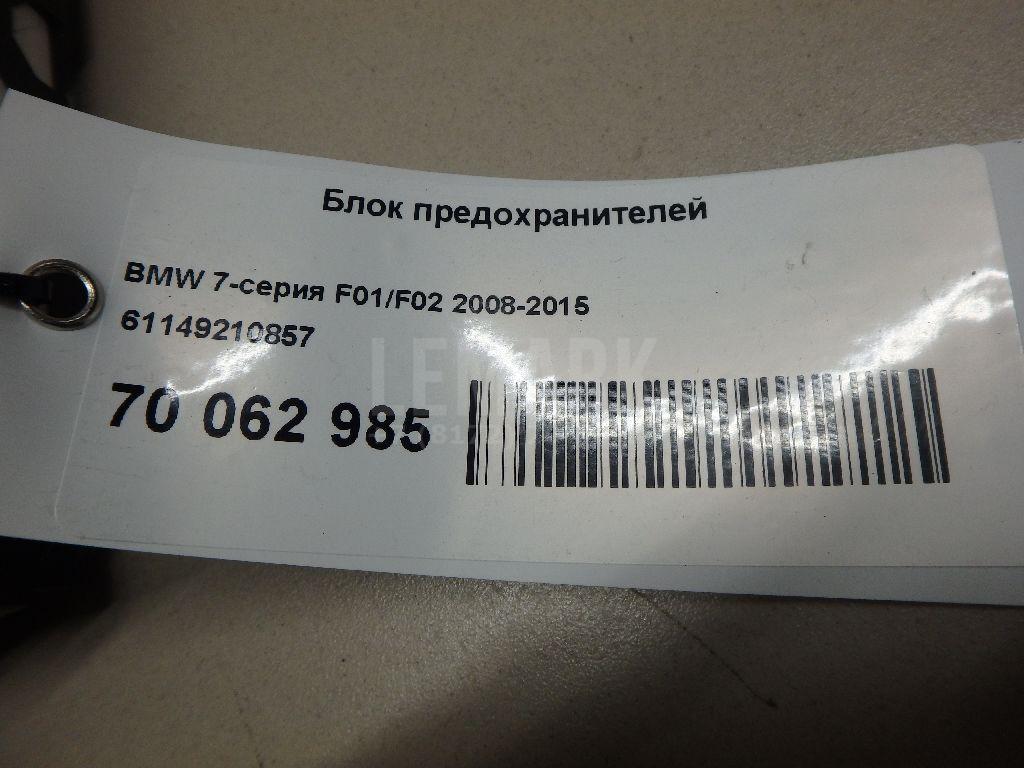 Блок предохранителей
BMW 7-серия F01/F02 2008-2015
61149210857
LEMARK
70 062 985